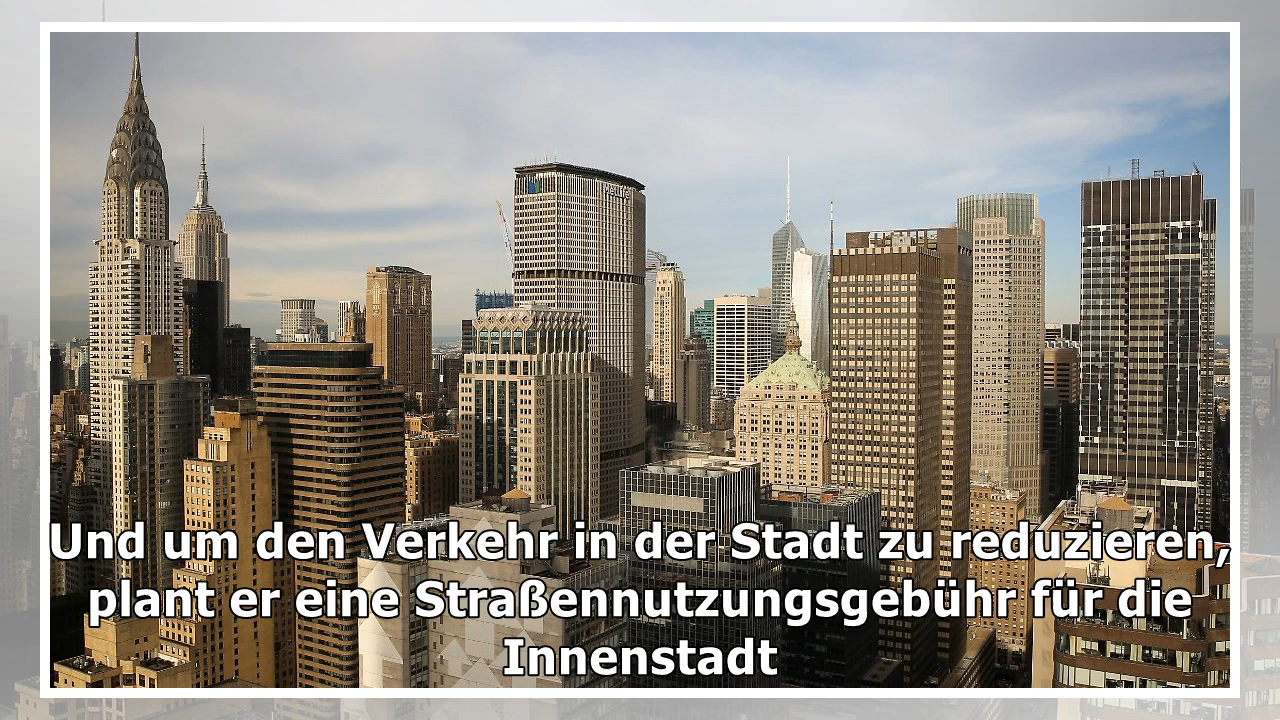 Und um den Verkehr in der Stadt zu reduzieren,
plant er eine Straßennutzungsgebühr für die
Innenstadt